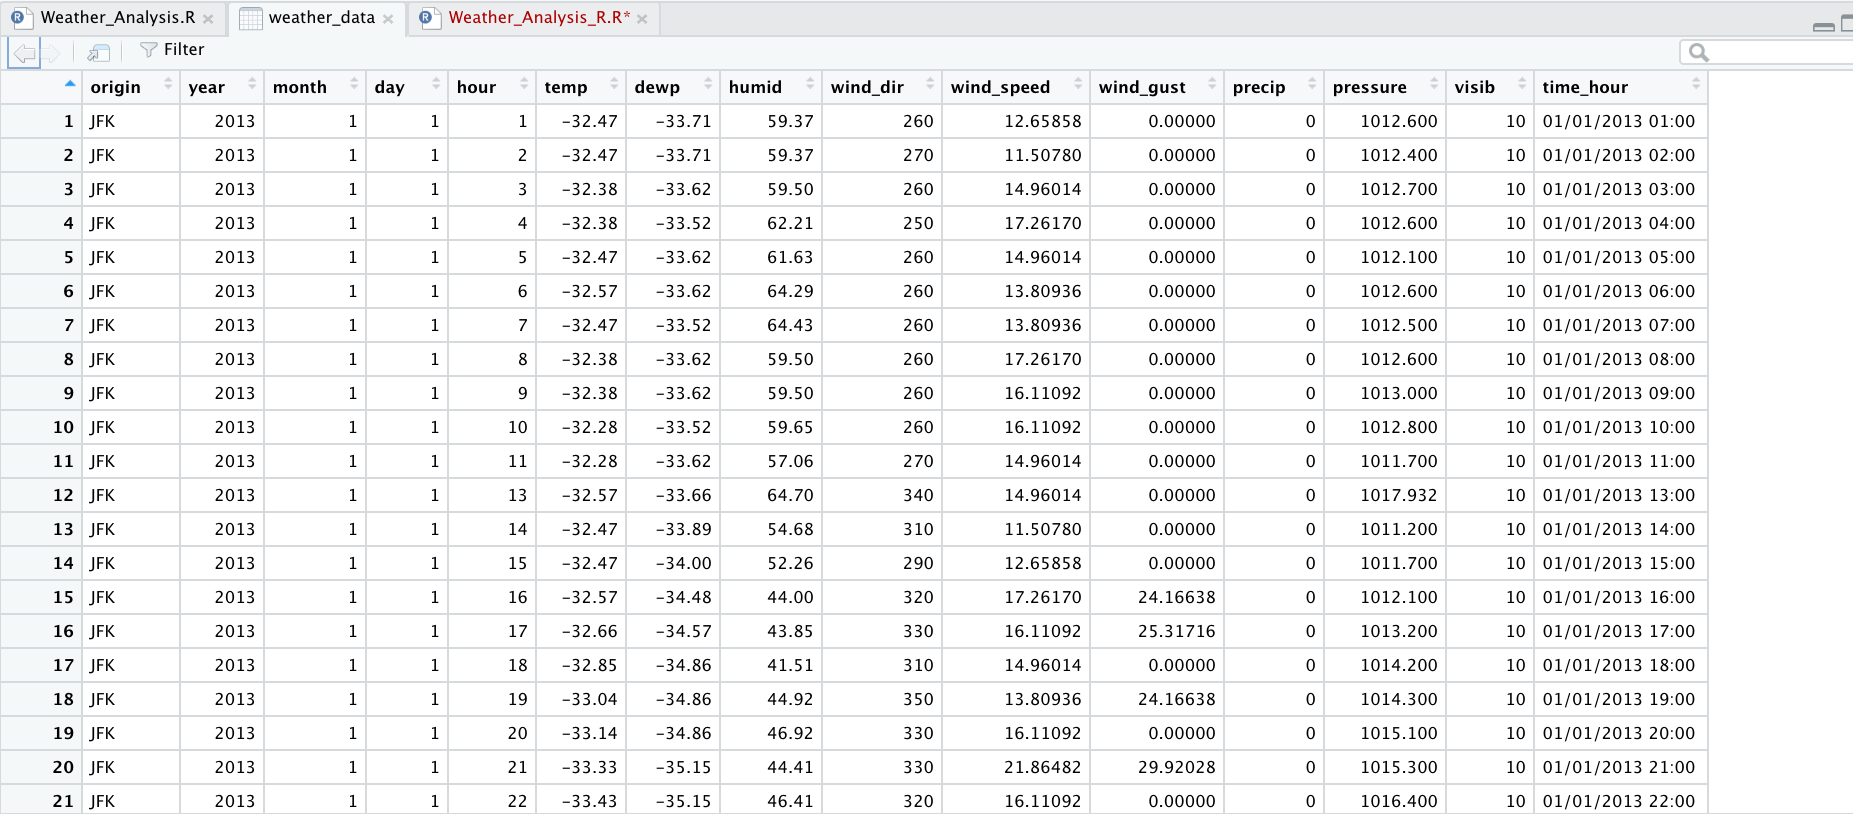 Weather_Analysis.R weather_data Weather_Analysis_R.R*
Filter
origin year month day hour temp dewp humid wind_dir wind_speed wind_gust precip pressure visib time_hour
1 JFK 2013 1 1 1 -32.47 -33.71 59.37 260 12.65858 0.00000 0 1012.600 10 01/01/2013 01:00
2 JFK 2013 1 1 2 -32.47 -33.71 59.37 270 11.50780 0.00000 0 1012.400 10 01/01/2013 02:00
3 JFK 2013 1 1 3 -32.38 -33.62 59.50 260 14.96014 0.00000 0 1012.700 10 01/01/2013 03:00
4 JFK 2013 1 1 4 -32.38 -33.52 62.21 250 17.26170 0.00000 0 1012.600 10 01/01/2013 04:00
5 JFK 2013 1 1 5 -32.47 -33.62 61.63 260 14.96014 0.00000 0 1012.100 10 01/01/2013 05:00
6 JFK 2013 1 1 6 -32.57 -33.62 64.29 260 13.80936 0.00000 0 1012.600 10 01/01/2013 06:00
7 JFK 2013 1 1 7 -32.47 -33.52 64.43 260 13.80936 0.00000 0 1012.500 10 01/01/2013 07:00
8 JFK 2013 1 1 8 -32.38 -33.62 59.50 260 17.26170 0.00000 0 1012.600 10 01/01/2013 08:00
9 JFK 2013 1 1 9 -32.38 -33.62 59.50 260 16.11092 0.00000 0 1013.000 10 01/01/2013 09:00
10 JFK 2013 1 1 10 -32.28 -33.52 59.65 260 16.11092 0.00000 0 1012.800 10 01/01/2013 10:00
11 JFK 2013 1 1 11 -32.28 -33.62 57.06 270 14.96014 0.00000 0 1011.700 10 01/01/2013 11:00
12 JFK 2013 1 1 13 -32.57 -33.66 64.70 340 14.96014 0.00000 0 1017.932 10 01/01/2013 13:00
13 JFK 2013 1 1 14 -32.47 -33.89 54.68 310 11.50780 0.00000 0 1011.200 10 01/01/2013 14:00
14 JFK 2013 1 1 15 -32.47 -34.00 52.26 290 12.65858 0.00000 0 1011.700 10 01/01/2013 15:00
15 JFK 2013 1 1 16 -32.57 -34.48 44.00 320 17.26170 24.16638 0 1012.100 10 01/01/2013 16:00
16 JFK 2013 1 1 17 -32.66 -34.57 43.85 330 16.11092 25.31716 0 1013.200 10 01/01/2013 17:00
17 JFK 2013 1 1 18 -32.85 -34.86 41.51 310 14.96014 0.00000 0 1014.200 10 01/01/2013 18:00
18 JFK 2013 1 1 19 -33.04 -34.86 44.92 350 13.80936 24.16638 0 1014.300 10 01/01/2013 19:00
19 JFK 2013 1 1 20 -33.14 -34.86 46.92 330 16.11092 0.00000 0 1015.100 10 01/01/2013 20:00
20 JFK 2013 1 1 21 -33.33 -35.15 44.41 330 21.86482 29.92028 0 1015.300 10 01/01/2013 21:00
21 JFK 2013 1 1 22 -33.43 -35.15 46.41 320 16.11092 0.00000 0 1016.400 10 01/01/2013 22:00